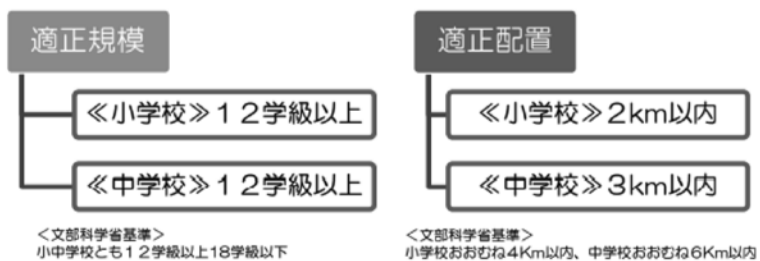 適正規模
≪小学校≫１２学級以上
≪中学校≫１２学級以上
＜文部科学省基準＞
小中学校とも１２学級以上18学級以下
適正配置
≪小学校≫２km以内
≪中学校≫３km以内
＜文部科学省基準＞
小学校おおむね４Km以内、中学校おおむね６Km以内